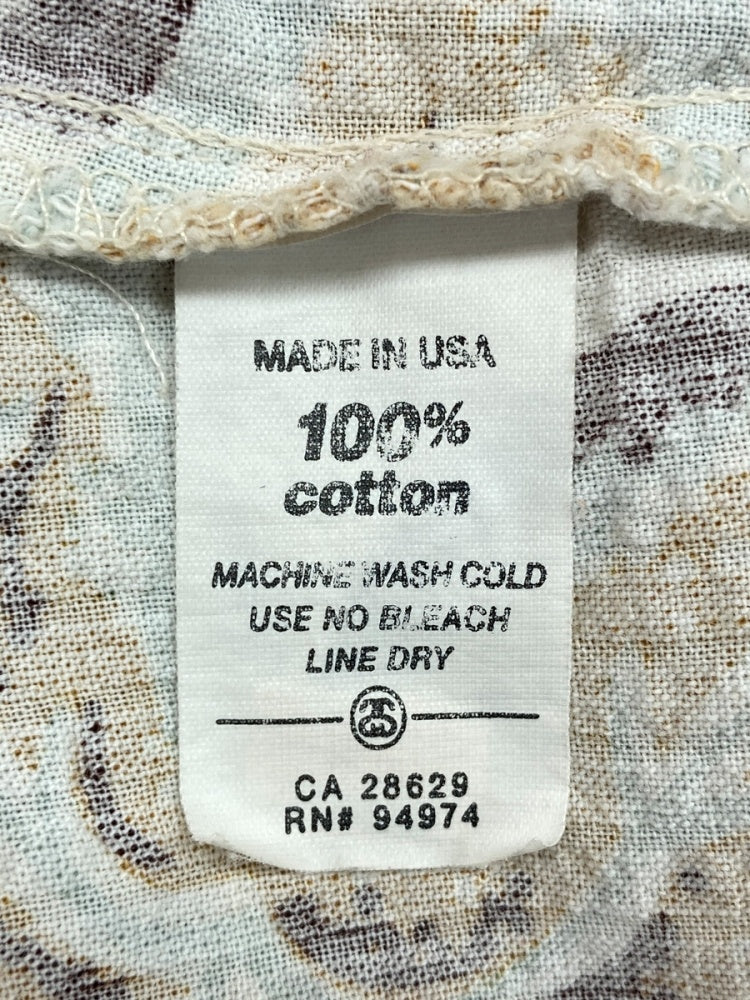 MADE IN USA
100%
cotton
MACHINE WASH COLD
USE NO BLEACH
LINE DRY
CA 28629
RN# 94974